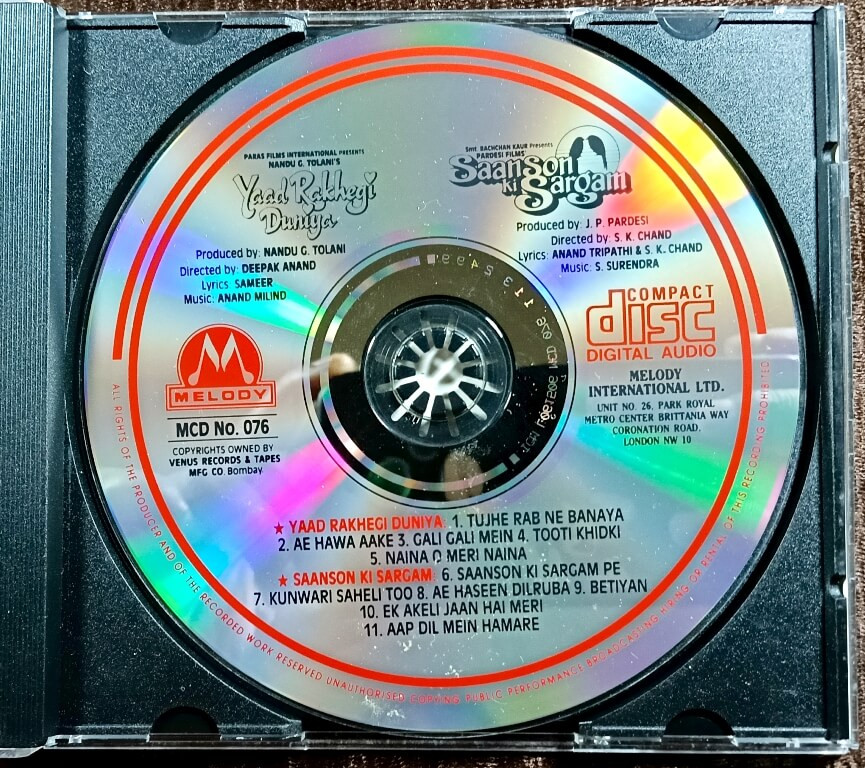 PARAS FILMS INTERNATIONAL PRESENTS
NANDU G. TOLANI'S
Yaad Rakhegi
Duniya
Produced by: NANDU G. TOLANI
Directed by: DEEPAK ANAND
Lyrics: SAMEER
Music: ANAND MILIND
Smt. BACHCHAN KAUR Presents
PARDESI FILMS'
Saanson
ki Sargam
Produced by: J. P. PARDESI
Directed by: S. K. CHAND
Lyrics: ANAND TRIPATHI & S. K. CHAND
Music: S. SURENDRA
MELODY
MCD No. 076
COPYRIGHTS OWNED BY
VENUS RECORDS & TAPES
MFG CO. Bombay.
COMPACT
disc
DIGITAL AUDIO
MELODY
INTERNATIONAL LTD.
UNIT NO. 26, PARK ROYAL
METRO CENTER BRITTANIA WAY
CORONATION ROAD.
LONDON NW 10
★ YAAD RAKHEGI DUNIYA: 1. TUJHE RAB NE BANAYA
2. AE HAWA AAKE 3. GALI GALI MEIN 4. TOOTI KHIDKI
5. NAINA O MERI NAINA
★ SAANSON KI SARGAM: 6. SAANSON KI SARGAM PE
7. KUNWARI SAHELI TOO 8. AE HASEEN DILRUBA 9. BETIYAN
10. EK AKELI JAAN HAI MERI
11. AAP DIL MEIN HAMARE
ALL RIGHTS OF THE PRODUCER AND OF THE RECORDED WORK RESERVED UNAUTHORISED COPYING PUBLIC PERFORMANCE BROADCASTING HIRING OR RENTAL OF THIS RECORDING PROHIBITED